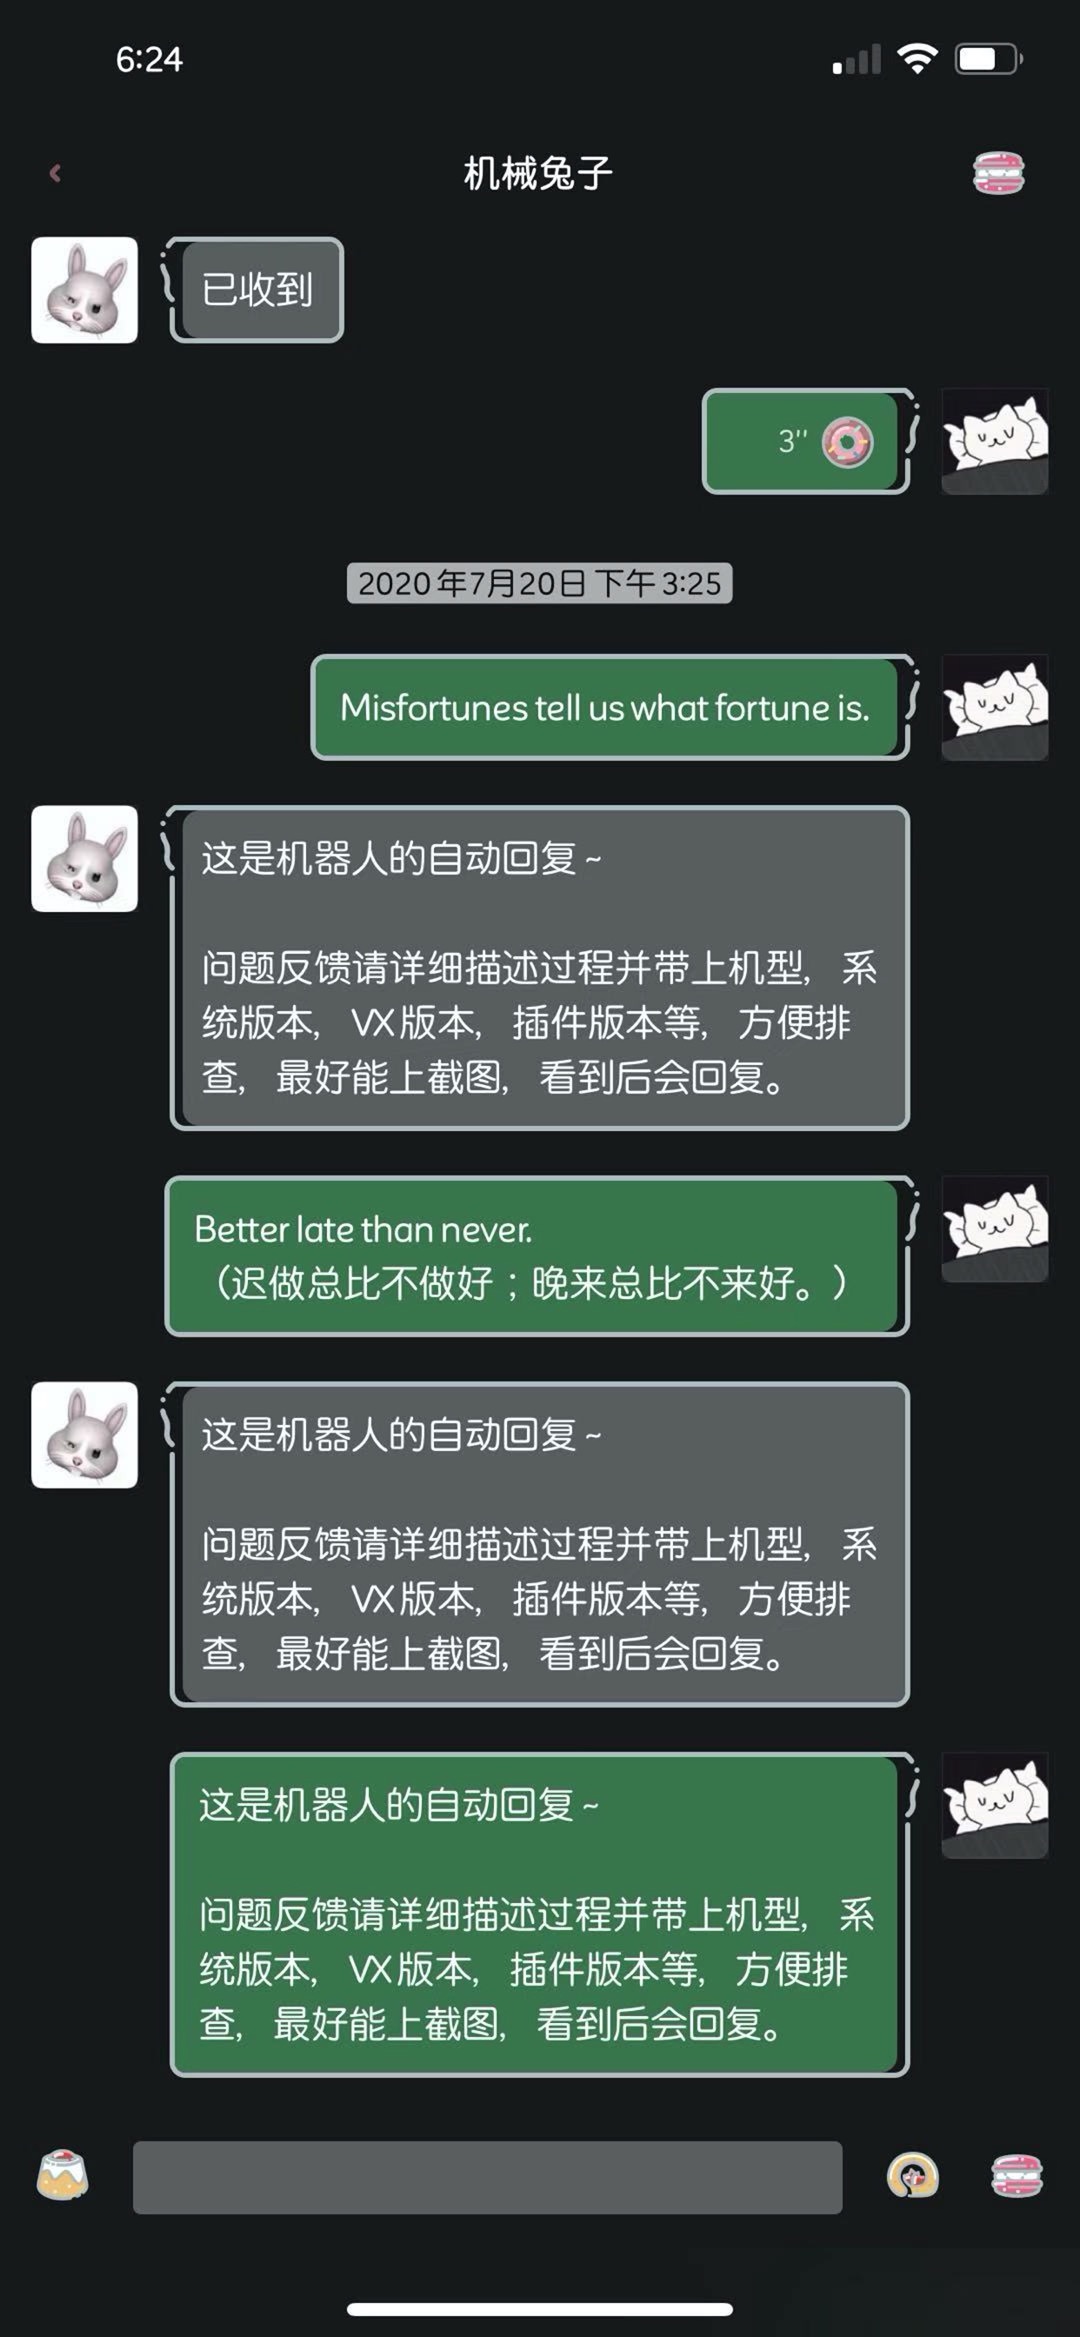 6:24
机械兔子
已收到
3''
2020年7月20日 下午3:25
Misfortunes tell us what fortune is.
这是机器人的自动回复~
问题反馈请详细描述过程并带上机型，系
统版本，VX版本，插件版本等，方便排
查，最好能上截图，看到后会回复。
Better late than never.
（迟做总比不做好；晚来总比不来好。）
这是机器人的自动回复~
问题反馈请详细描述过程并带上机型，系
统版本，VX版本，插件版本等，方便排
查，最好能上截图，看到后会回复。
这是机器人的自动回复~
问题反馈请详细描述过程并带上机型，系
统版本，VX版本，插件版本等，方便排
查，最好能上截图，看到后会回复。